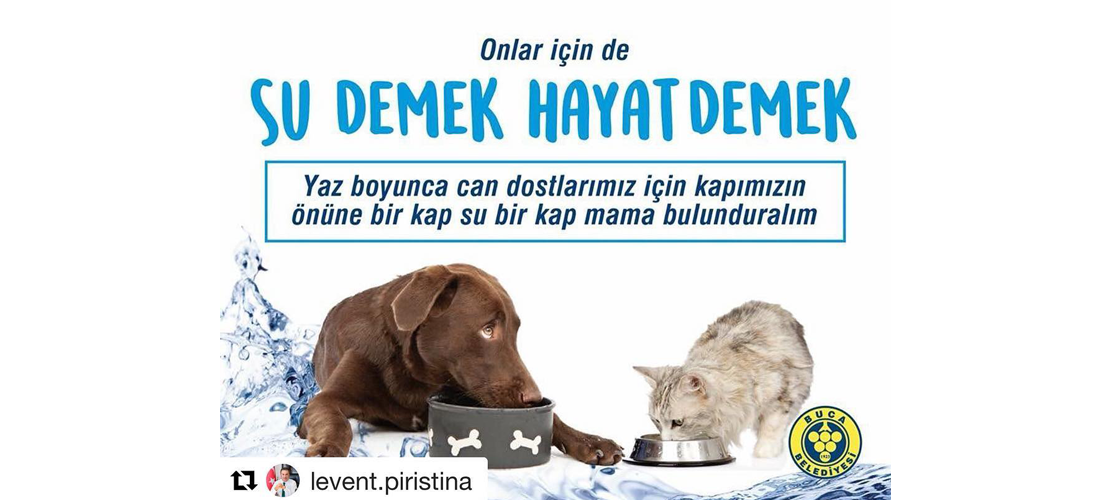 Onlar için de
SU DEMEK HAYAT DEMEK
Yaz boyunca can dostlarımız için kapımızın
önüne bir kap su bir kap mama bulunduralım
BUCA
1923
BELEDİYESİ
levent.piristina